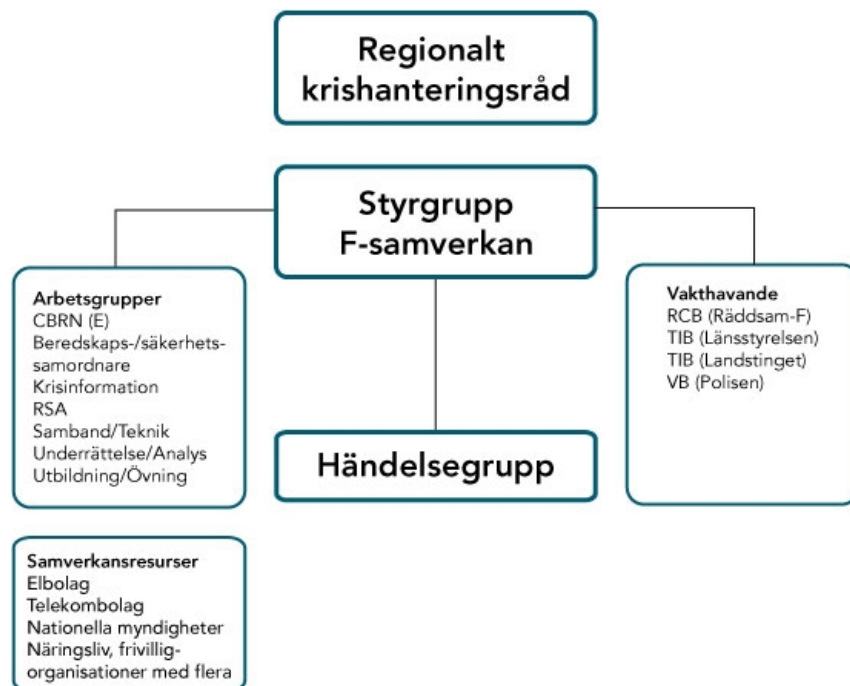 Regionalt
krishanteringsråd
Styrgrupp
F-samverkan
Arbetsgrupper
CBRN (E)
Beredskaps-/säkerhets-
samordnare
Krisinformation
RSA
Samband/Teknik
Underrättelse/Analys
Utbildning/Övning
Händelsegrupp
Vakthavande
RCB (Räddsam-F)
TIB (Länsstyrelsen)
TIB (Landstinget)
VB (Polisen)
Samverkansresurser
Elbolag
Telekombolag
Nationella myndigheter
Näringsliv, frivillig-
organisationer med flera